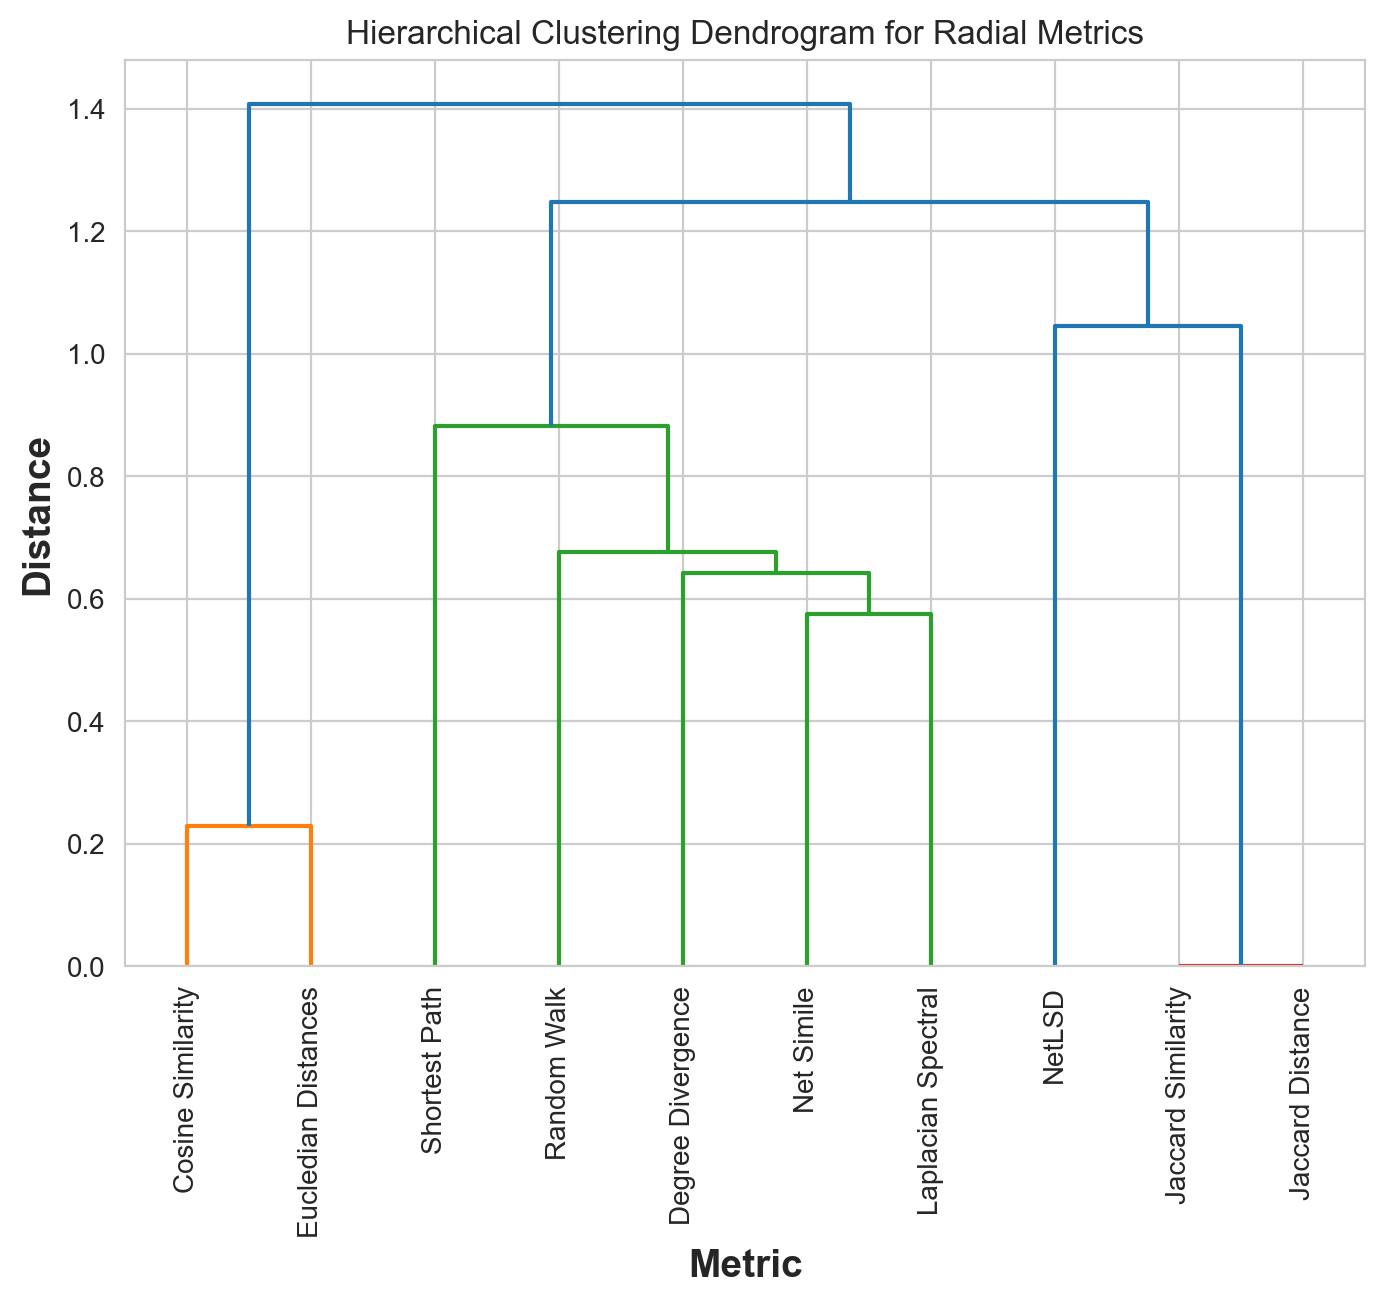 Hierarchical Clustering Dendrogram for Radial Metrics
1.4
1.2
1.0
0.8
0.6
0.4
0.2
0.0
Distance
Cosine Similarity
Eucledian Distances
Shortest Path
Random Walk
Degree Divergence
Net Simile
Laplacian Spectral
NetLSD
Jaccard Similarity
Jaccard Distance
Metric